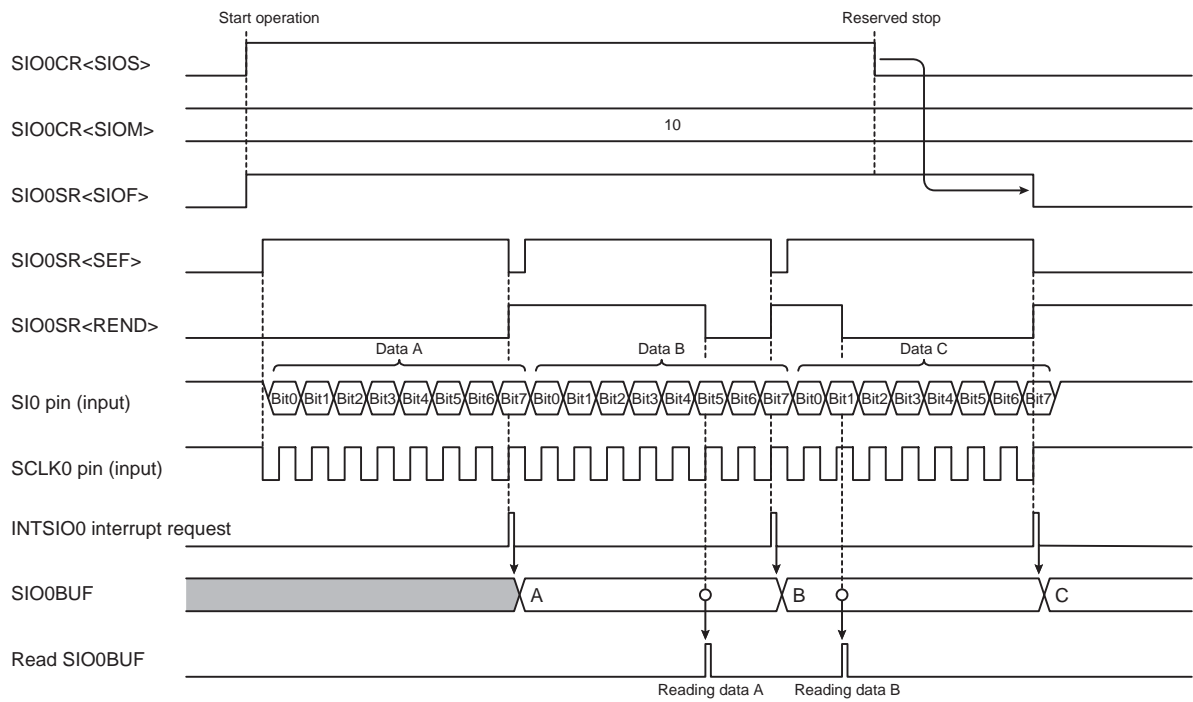 Start operation Reserved stop
SIO0CR<SIOS>
SIO0CR<SIOM> 10
SIO0SR<SIOF>
SIO0SR<SEF>
SIO0SR<REND>
Data A Data B Data C
SI0 pin (input) Bit0 Bit1 Bit2 Bit3 Bit4 Bit5 Bit6 Bit7 Bit0 Bit1 Bit2 Bit3 Bit4 Bit5 Bit6 Bit7 Bit0 Bit1 Bit2 Bit3 Bit4 Bit5 Bit6 Bit7
SCLK0 pin (input)
INTSIO0 interrupt request
SIO0BUF A B C
Read SIO0BUF
Reading data A Reading data B